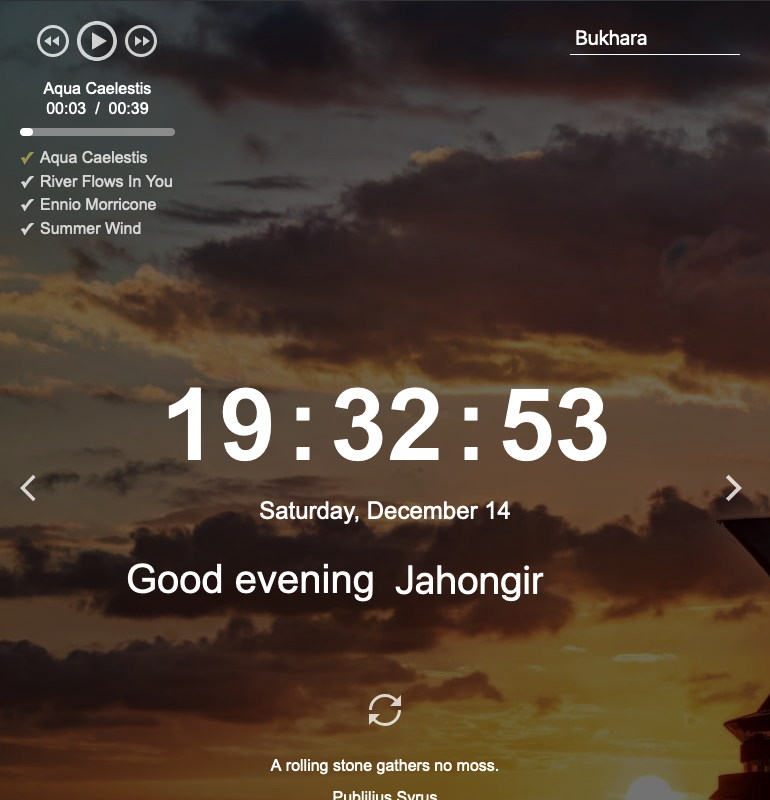 Bukhara
Aqua Caelestis
00:03 / 00:39
Aqua Caelestis
River Flows In You
Ennio Morricone
Summer Wind
19:32:53
Saturday, December 14
Good evening Jahongir
A rolling stone gathers no moss.
Publilius Syrus